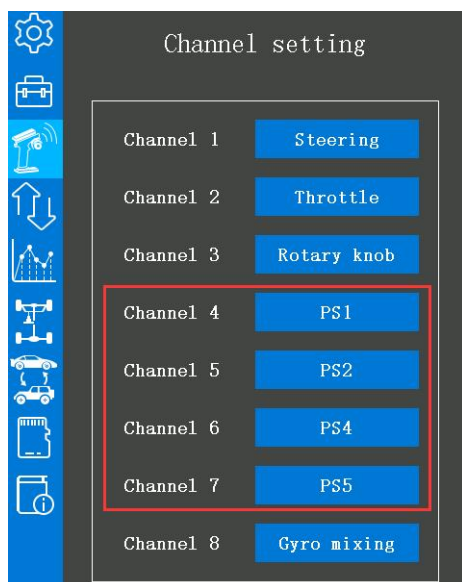 Channel setting
Channel 1 Steering
Channel 2 Throttle
Channel 3 Rotary knob
Channel 4 PS1
Channel 5 PS2
Channel 6 PS4
Channel 7 PS5
Channel 8 Gyro mixing